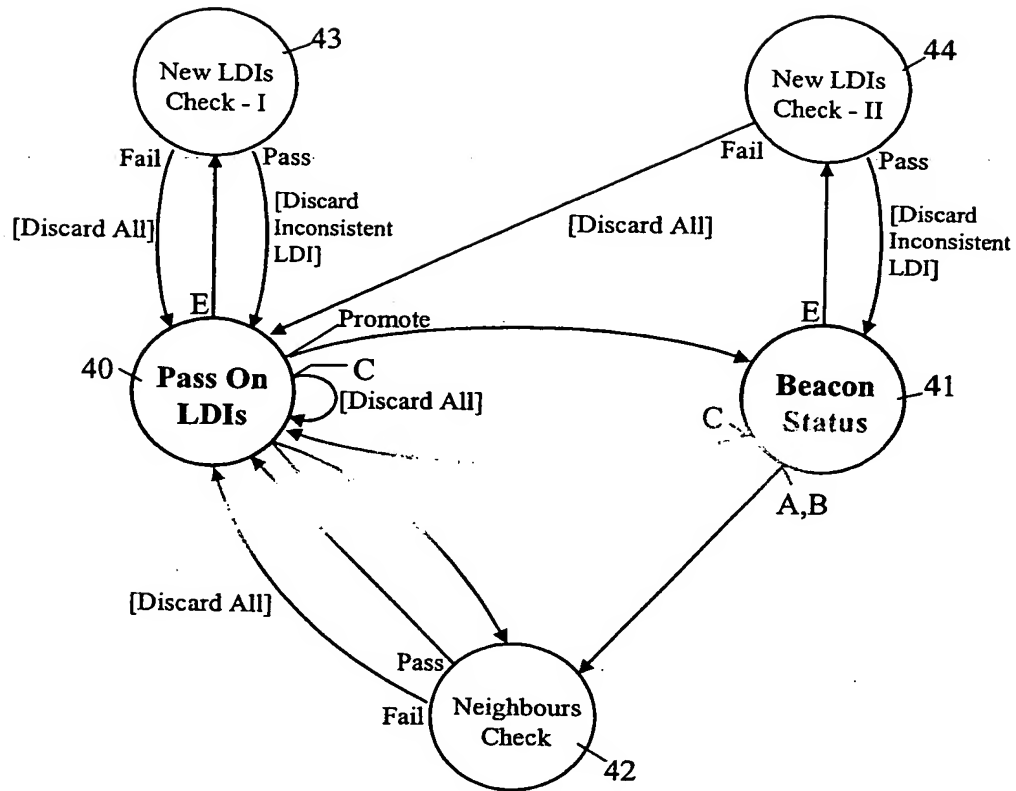 43
New LDIs
Check - I
44
New LDIs
Check - II
Fail
Pass
[Discard All]
[Discard
Inconsistent
LDI]
E
Fail
Pass
[Discard All]
[Discard
Inconsistent
LDI]
E
Promote
40
Pass On
LDIs
C
[Discard All]
Beacon
Status
41
C
A,B
[Discard All]
Pass
Fail
Neighbours
Check
42